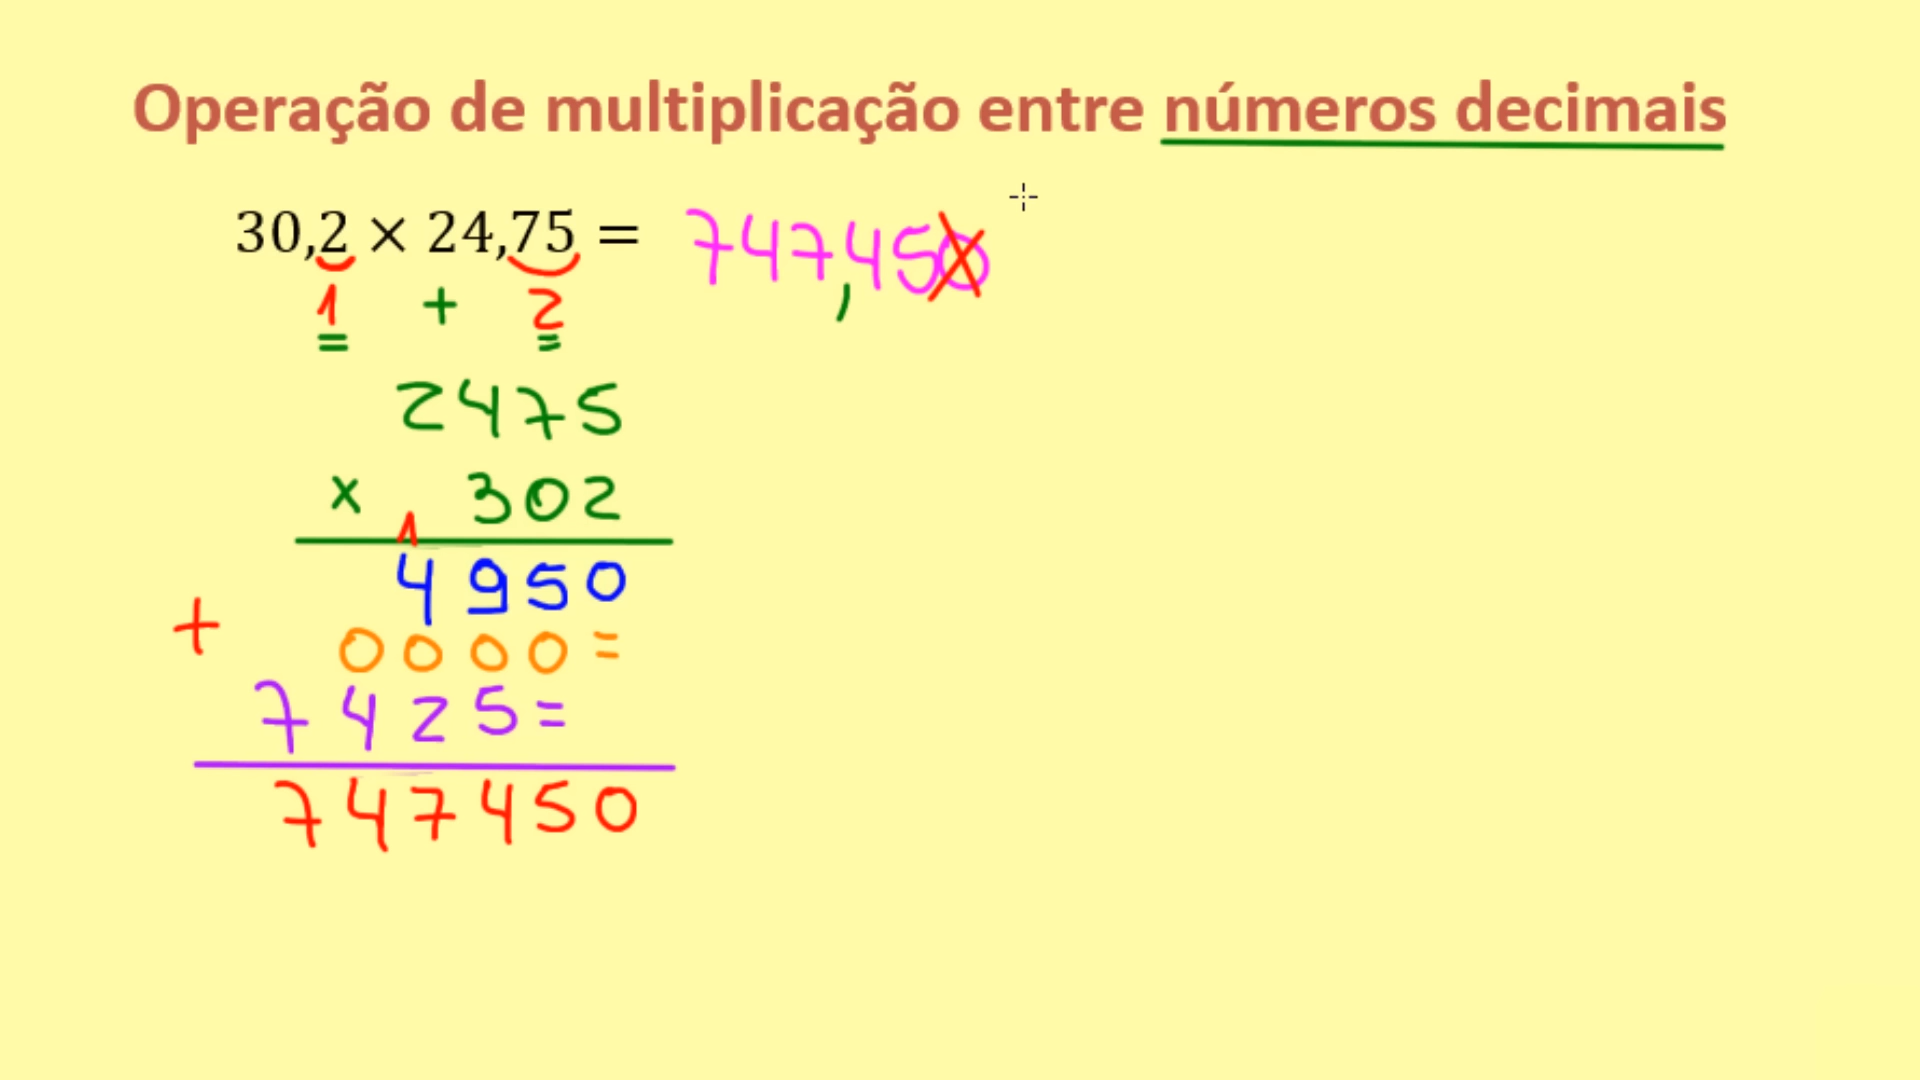 Operação de multiplicação entre números decimais
30,2 × 24,75 = 747,450
1 + 2
= =
2475
x 302
1
4950
+ 0000=
7425=
747450